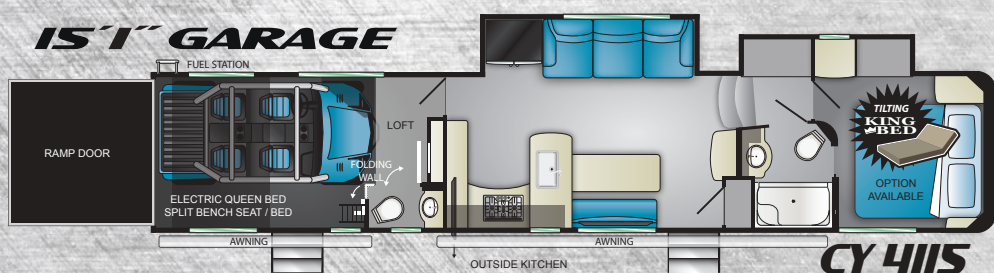 15'1" GARAGE
FUEL STATION
RAMP DOOR
LOFT
FOLDING
WALL
ELECTRIC QUEEN BED
SPLIT BENCH SEAT / BED
AWNING
AWNING
OUTSIDE KITCHEN
TILTING
KING
BED
OPTION
AVAILABLE
CY 4115